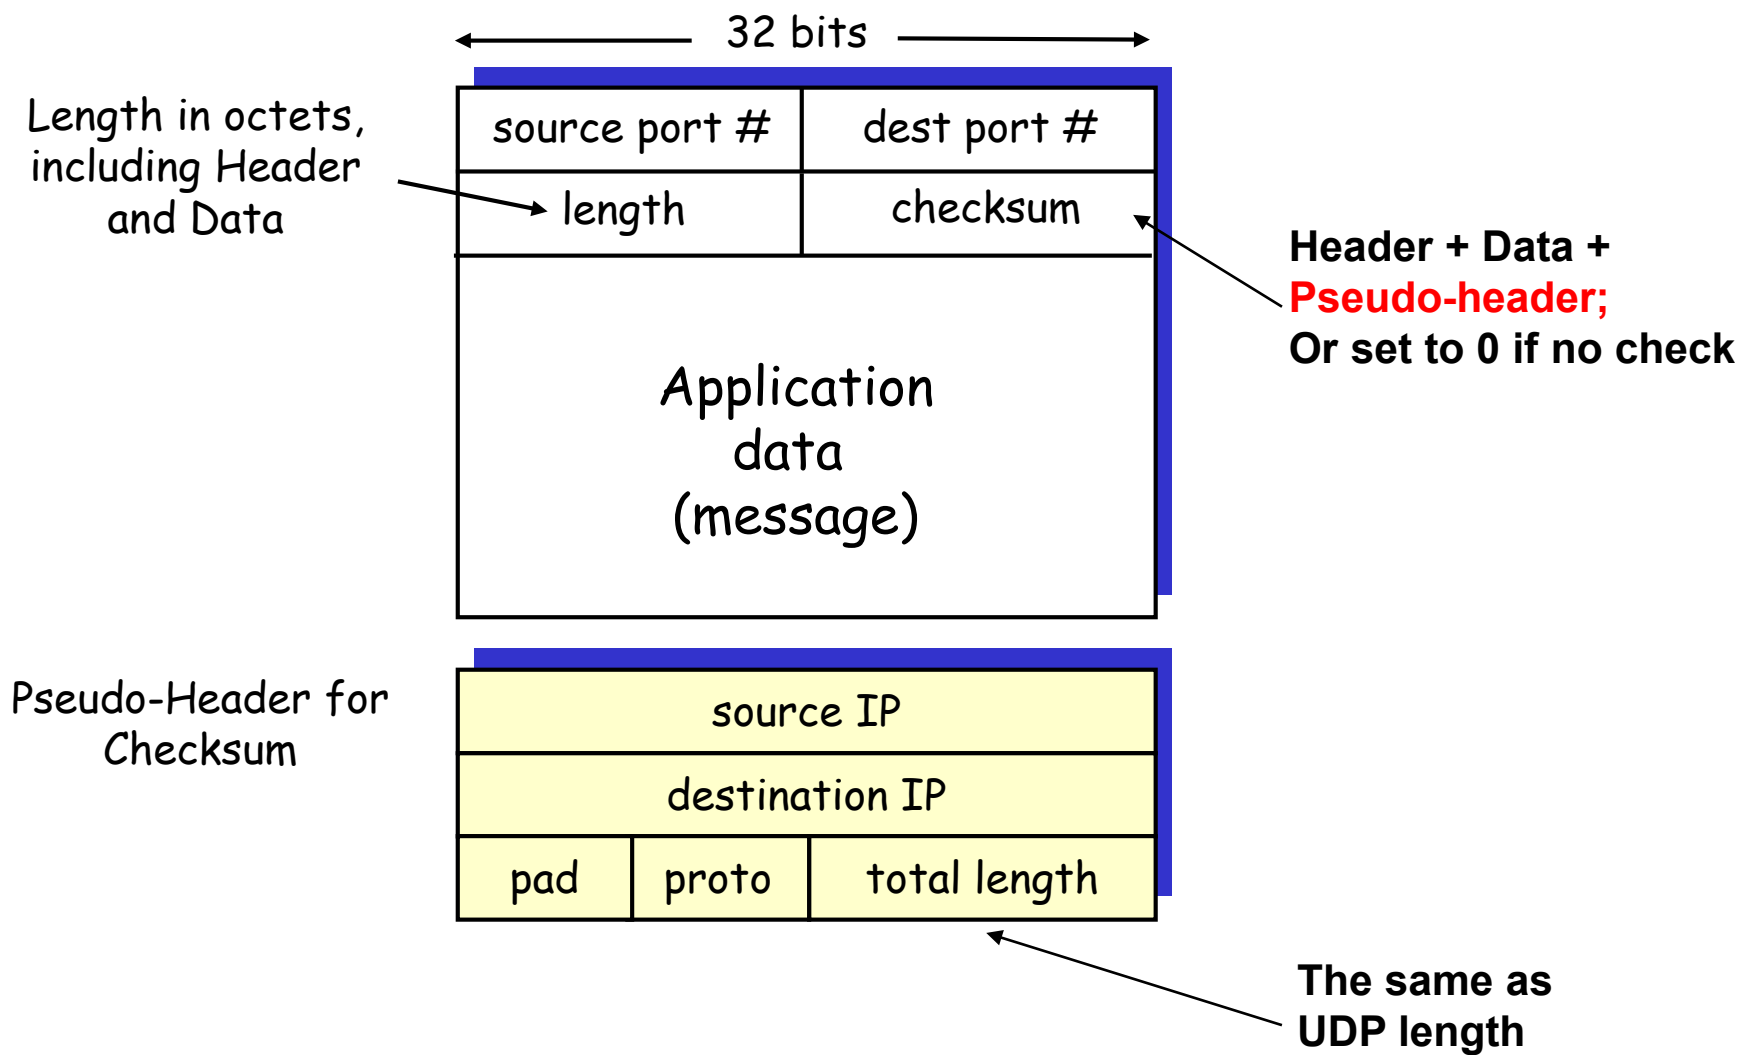 32 bits
Length in octets,
including Header
and Data
source port #
dest port #
length
checksum
Header + Data +
Pseudo-header;
Or set to 0 if no check
Application
data
(message)
Pseudo-Header for
Checksum
source IP
destination IP
pad
proto
total length
The same as
UDP length